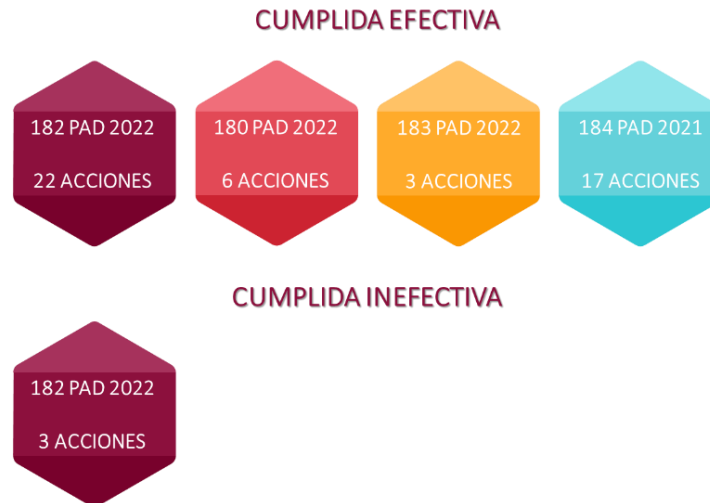 CUMPLIDA EFECTIVA
182 PAD 2022
22 ACCIONES
180 PAD 2022
6 ACCIONES
183 PAD 2022
3 ACCIONES
184 PAD 2021
17 ACCIONES
CUMPLIDA INEFECTIVA
182 PAD 2022
3 ACCIONES